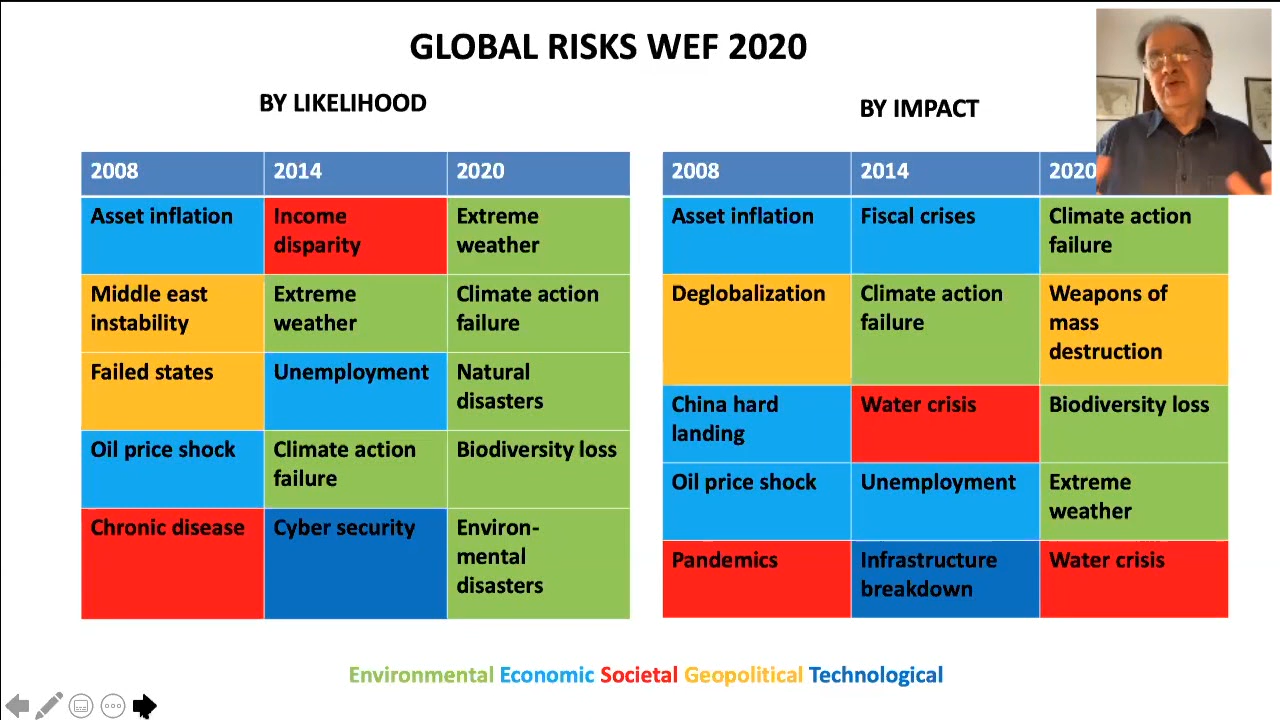 GLOBAL RISKS WEF 2020
BY LIKELIHOOD
2008 2014 2020
Asset inflation
Income
disparity
Extreme
weather
Middle east
instability
Extreme
weather
Climate action
failure
Failed states
Unemployment
Natural
disasters
Oil price shock
Climate action
failure
Biodiversity loss
Chronic disease
Cyber security
Environ-
mental
disasters
BY IMPACT
2008 2014 2020
Asset inflation
Fiscal crises
Climate action
failure
Deglobalization
Climate action
failure
Weapons of
mass
destruction
China hard
landing
Water crisis
Biodiversity loss
Oil price shock
Unemployment
Extreme
weather
Pandemics
Infrastructure
breakdown
Water crisis
Environmental Economic Societal Geopolitical Technological